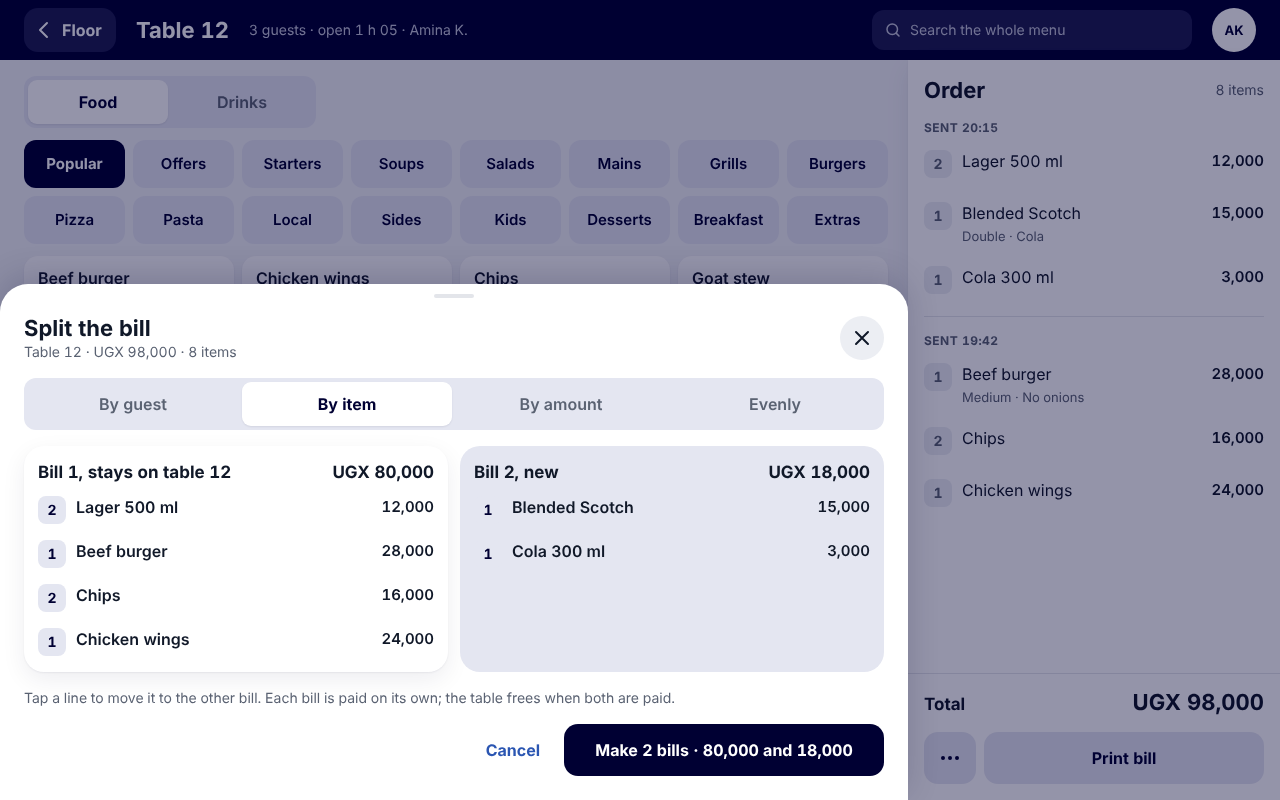 Floor
Table 12
3 guests · open 1 h 05 · Amina K.
Search the whole menu
AK
Food
Drinks
Popular
Offers
Starters
Soups
Salads
Mains
Grills
Burgers
Pizza
Pasta
Local
Sides
Kids
Desserts
Breakfast
Extras
Beef burger
Chicken wings
Chips
Goat stew
Split the bill
Table 12 · UGX 98,000 · 8 items
By guest
By item
By amount
Evenly
Bill 1, stays on table 12 UGX 80,000
2 Lager 500 ml 12,000
1 Beef burger 28,000
2 Chips 16,000
1 Chicken wings 24,000
Bill 2, new UGX 18,000
1 Blended Scotch 15,000
1 Cola 300 ml 3,000
Tap a line to move it to the other bill. Each bill is paid on its own; the table frees when both are paid.
Cancel
Make 2 bills · 80,000 and 18,000
Order 8 items
SENT 20:15
2 Lager 500 ml 12,000
1 Blended Scotch 15,000
Double · Cola
1 Cola 300 ml 3,000
SENT 19:42
1 Beef burger 28,000
Medium · No onions
2 Chips 16,000
1 Chicken wings 24,000
Total UGX 98,000
Print bill